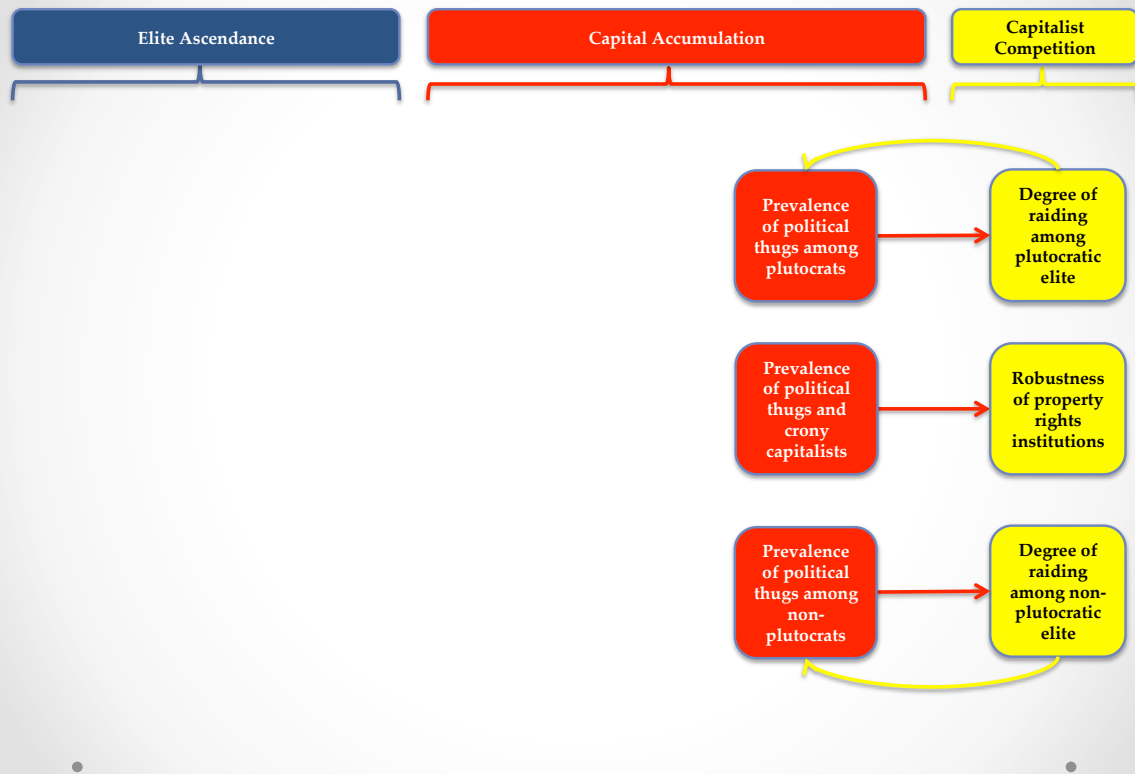 Elite Ascendance
Capital Accumulation
Capitalist
Competition
Prevalence
of political
thugs among
plutocrats
Degree of
raiding
among
plutocratic
elite
Prevalence
of political
thugs and
crony
capitalists
Robustness
of property
rights
institutions
Prevalence
of political
thugs among
non-
plutocrats
Degree of
raiding
among non-
plutocratic
elite